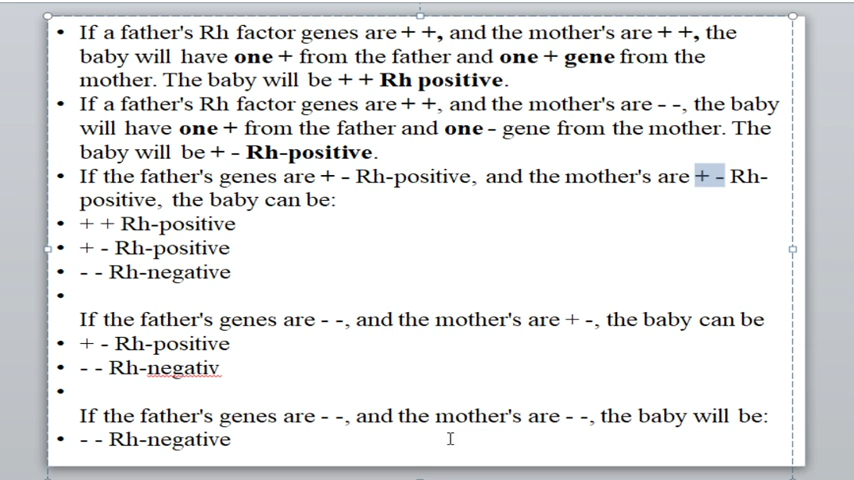 • If a father's Rh factor genes are + +, and the mother's are + +, the
baby will have one + from the father and one + gene from the
mother. The baby will be + + Rh positive.
• If a father's Rh factor genes are + +, and the mother's are - -, the baby
will have one + from the father and one - gene from the mother. The
baby will be + - Rh-positive.
• If the father's genes are + - Rh-positive, and the mother's are + - Rh-
positive, the baby can be:
• + + Rh-positive
• + - Rh-positive
• - - Rh-negative
•
If the father's genes are - -, and the mother's are + -, the baby can be
• + - Rh-positive
• - - Rh-negativ
•
If the father's genes are - -, and the mother's are - -, the baby will be:
• - - Rh-negative